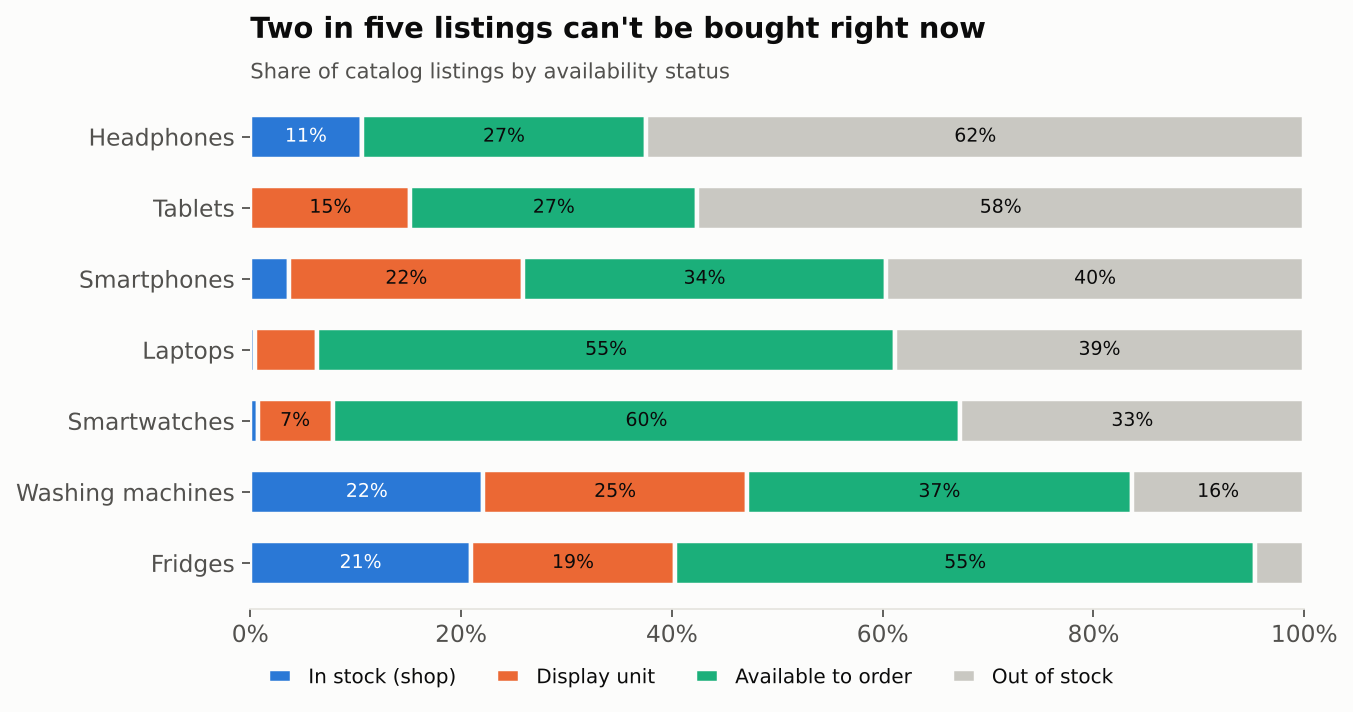 Two in five listings can't be bought right now
Share of catalog listings by availability status
Headphones 11% 27% 62%
Tablets 15% 27% 58%
Smartphones 22% 34% 40%
Laptops 55% 39%
Smartwatches 7% 60% 33%
Washing machines 22% 25% 37% 16%
Fridges 21% 19% 55%
0% 20% 40% 60% 80% 100%
In stock (shop) Display unit Available to order Out of stock